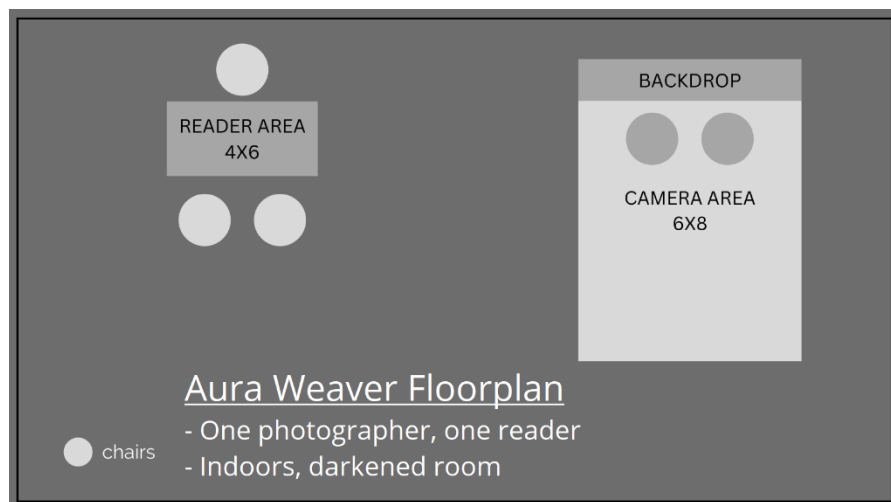 READER AREA
4X6
BACKDROP
CAMERA AREA
6X8
Aura Weaver Floorplan
- One photographer, one reader
- Indoors, darkened room
chairs